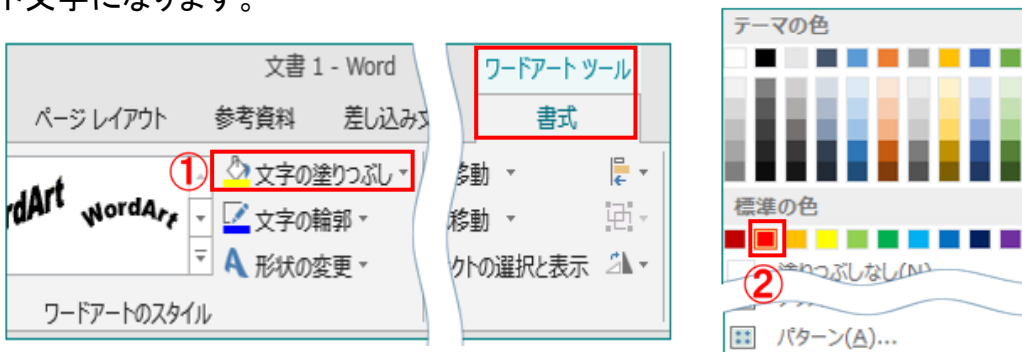 ト文字になります。
文書 1 - Word
ワードアート ツール
ページ レイアウト 参考資料 差し込み文
書式
①
文字の塗りつぶし
移動
rdArt
WordArt
文字の輪郭
移動
形状の変更
クトの選択と表示
ワードアートのスタイル
テーマの色
標準の色
②
塗りつぶしなし(N)
パターン(A)...